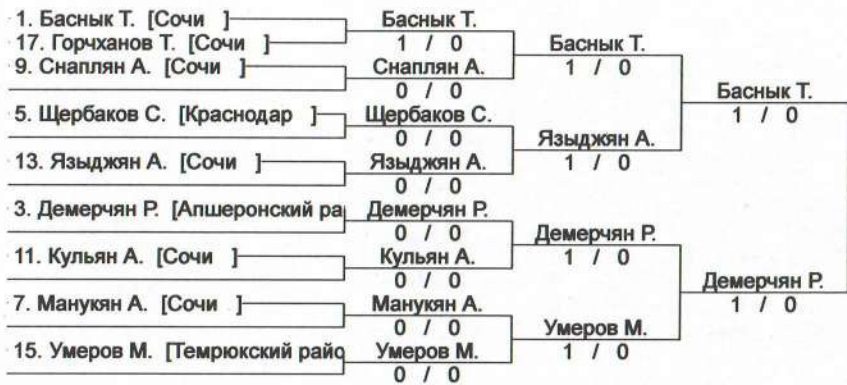 1. Баснык Т. [Сочи ]
17. Горчханов Т. [Сочи ]
9. Снаплян А. [Сочи ]
5. Щербаков С. [Краснодар ]
13. Языджян А. [Сочи ]
3. Демерчян Р. [Апшеронский ра
11. Кульян А. [Сочи ]
7. Манукян А. [Сочи ]
15. Умеров М. [Темрюкский райо
Баснык Т.
1 / 0
Снаплян А.
0 / 0
Щербаков С.
0 / 0
Языджян А.
0 / 0
Демерчян Р.
0 / 0
Кульян А.
0 / 0
Манукян А.
0 / 0
Умеров М.
0 / 0
Баснык Т.
1 / 0
Языджян А.
1 / 0
Демерчян Р.
1 / 0
Умеров М.
1 / 0
Баснык Т.
1 / 0
Демерчян Р.
1 / 0